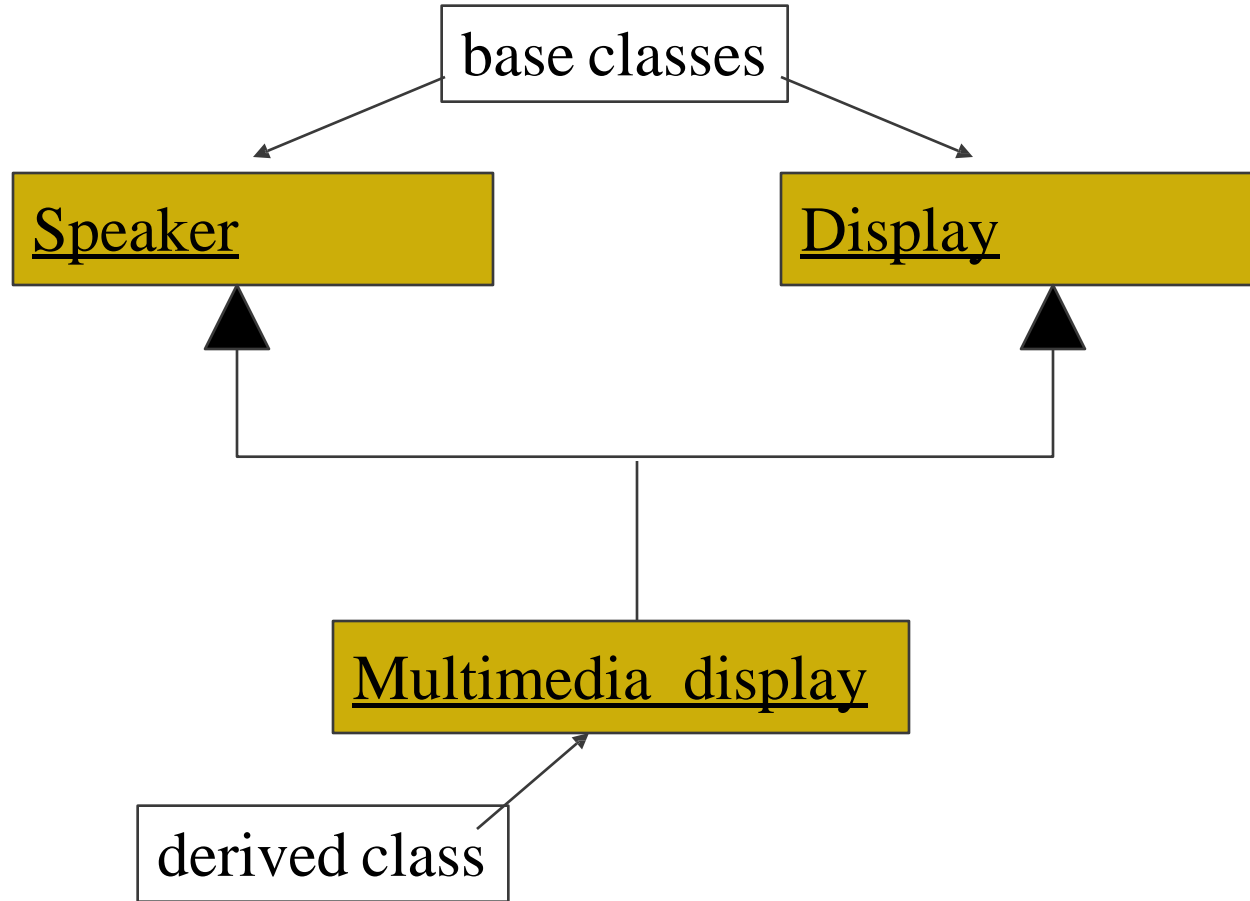 base classes
Speaker
Display
Multimedia_display
derived class